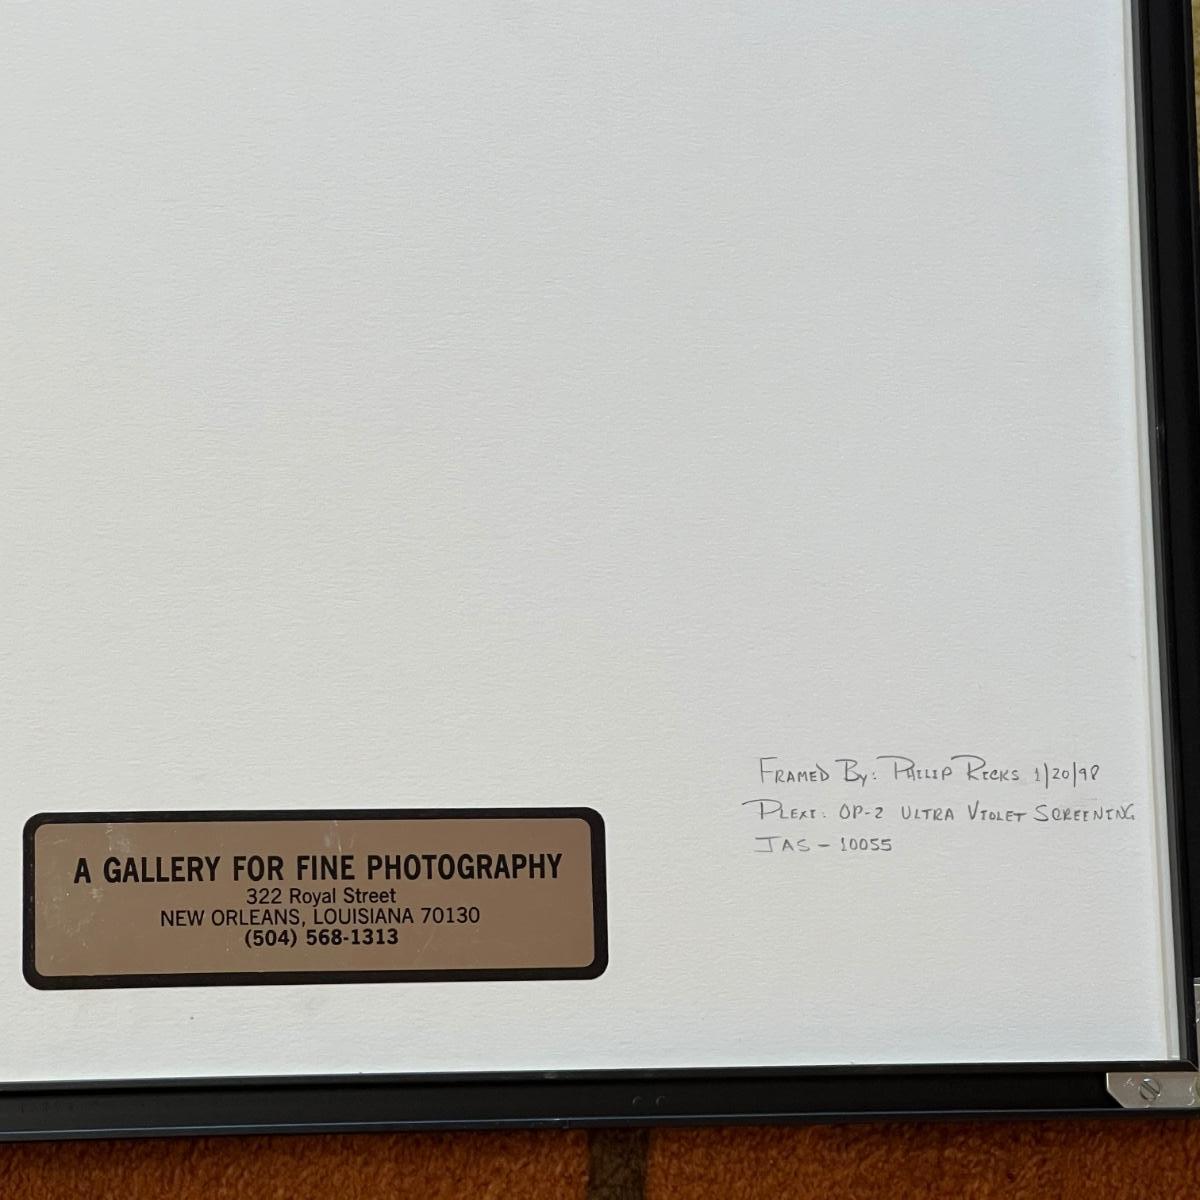 FRAMED BY: PHILIP RICKS 1/20/98
PLEXI: OP-2 ULTRA VIOLET SCREENING
JAS - 10055
A GALLERY FOR FINE PHOTOGRAPHY
322 Royal Street
NEW ORLEANS, LOUISIANA 70130
(504) 568-1313